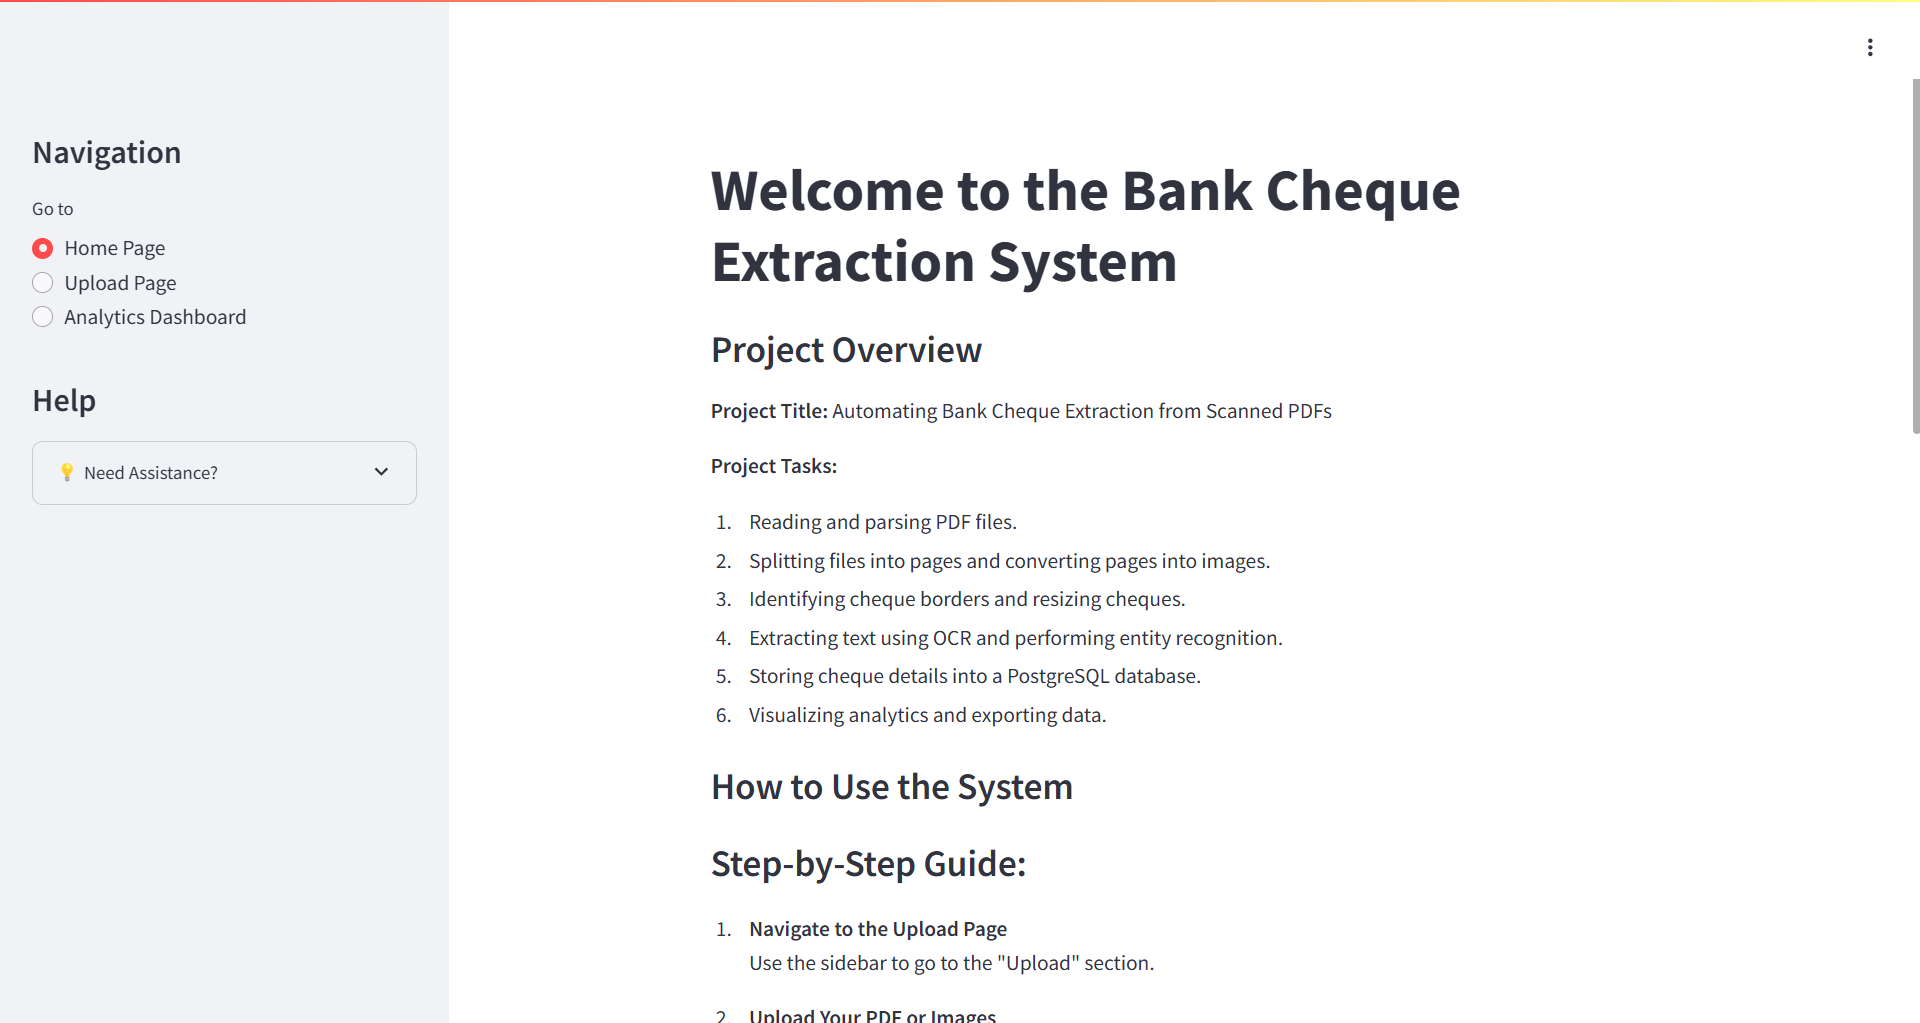 Navigation
Go to
Home Page
Upload Page
Analytics Dashboard
Help
Need Assistance?
Welcome to the Bank Cheque
Extraction System
Project Overview
Project Title: Automating Bank Cheque Extraction from Scanned PDFs
Project Tasks:
1. Reading and parsing PDF files.
2. Splitting files into pages and converting pages into images.
3. Identifying cheque borders and resizing cheques.
4. Extracting text using OCR and performing entity recognition.
5. Storing cheque details into a PostgreSQL database.
6. Visualizing analytics and exporting data.
How to Use the System
Step-by-Step Guide:
1. Navigate to the Upload Page
Use the sidebar to go to the "Upload" section.
2. Upload Your PDF or Images